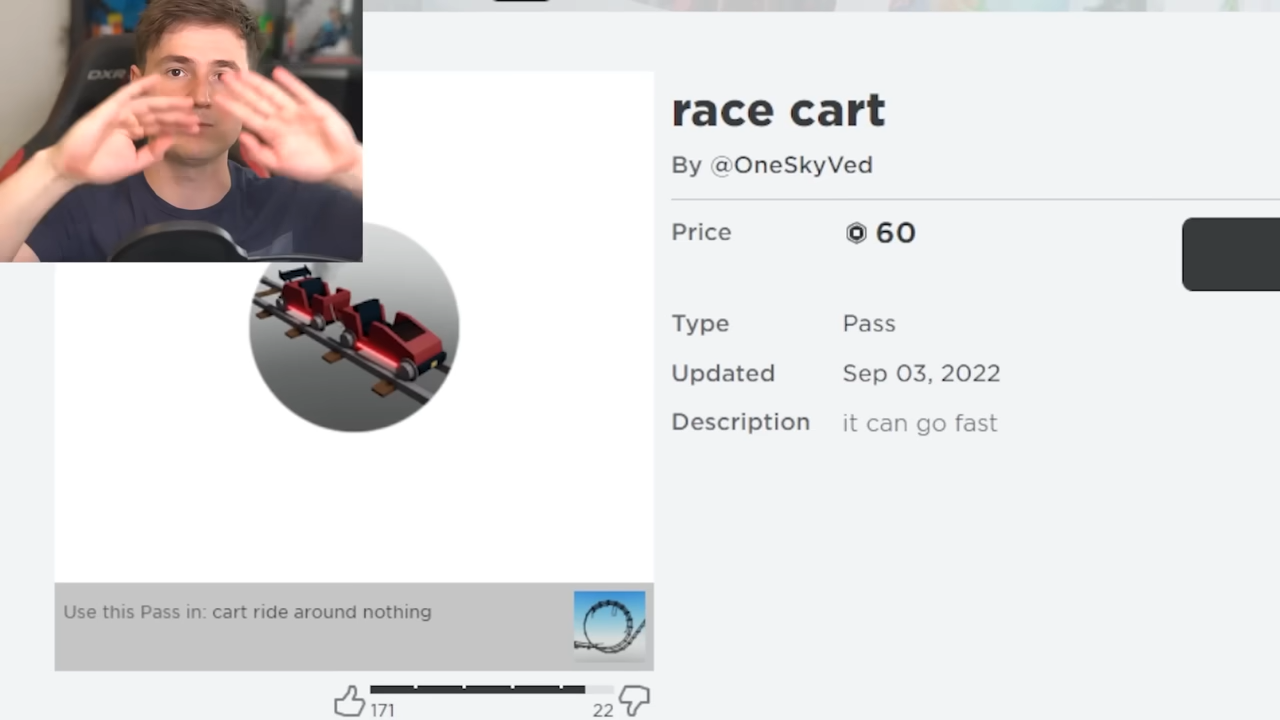 DXR
race cart
By @OneSkyVed
Price 60
Type Pass
Updated Sep 03, 2022
Description it can go fast
Use this Pass in: cart ride around nothing
171 22